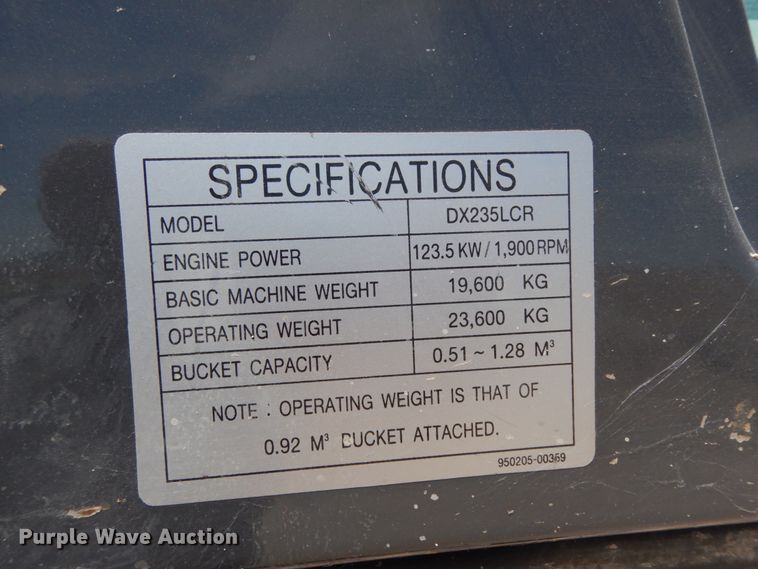 SPECIFICATIONS
MODEL DX235LCR
ENGINE POWER 123.5 KW / 1,900 RPM
BASIC MACHINE WEIGHT 19,600 KG
OPERATING WEIGHT 23,600 KG
BUCKET CAPACITY 0.51 ~ 1.28 M³
NOTE : OPERATING WEIGHT IS THAT OF
0.92 M³ BUCKET ATTACHED.
950205-00369
Purple Wave Auction